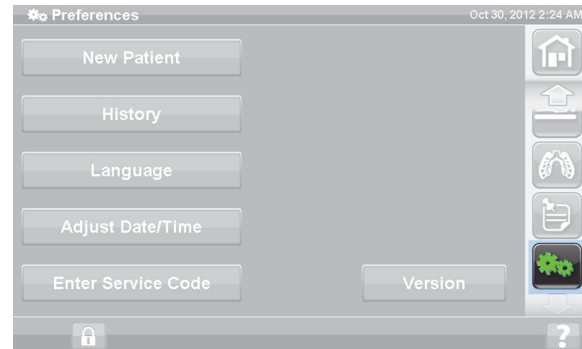 Preferences
Oct 30, 2012 2:24 AM
New Patient
History
Language
Adjust Date/Time
Enter Service Code
Version
?